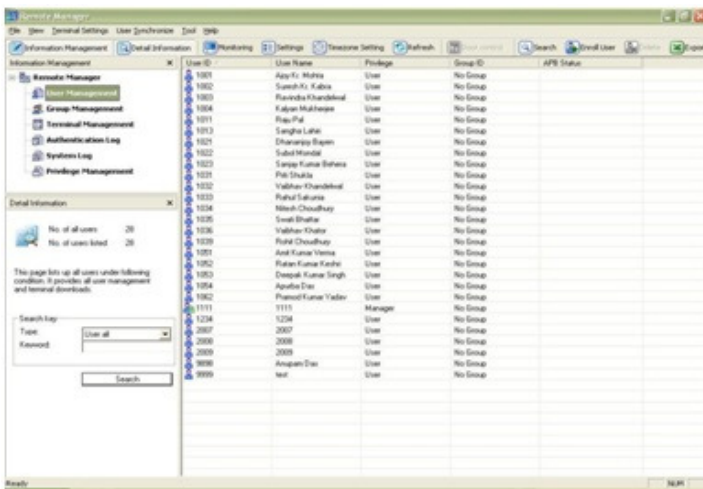 Remote Manager
File View Terminal Settings User Synchronize Tool Help
Information Management Detail Information Monitoring Settings Timezone Setting Refresh Search Enroll User Export
Information Management
Remote Manager
User Management
Group Management
Terminal Management
Authentication Log
System Log
Privilege Management
Detail Information
No. of all users 28
No. of users listed 28
This page lists up all users under following
condition. It provides all user management
and terminal downloads.
Search key
Type: User all
Keyword:
Search
User ID User Name Privilege Group ID APB Status
1001 Ajay Kr. Mohta User No Group
1002 Suresh Kr. Kabra User No Group
1003 Ravindra Khandelwal User No Group
1004 Kalyan Mukherjee User No Group
1011 Raju Pal User No Group
1013 Sangha Lahiri User No Group
1021 Dhananjay Bayen User No Group
1022 Subol Mondal User No Group
1023 Sanjay Kumar Behera User No Group
1031 Priti Shukla User No Group
1032 Vaibhav Khandelwal User No Group
1033 Rahul Saltunia User No Group
1034 Nitesh Choudhury User No Group
1035 Swati Bhattar User No Group
1036 Vaibhav Khator User No Group
1039 Rohit Choudhury User No Group
1051 Amit Kumar Verma User No Group
1052 Ratan Kumar Keshri User No Group
1053 Deepak Kumar Singh User No Group
1054 Apurba Das User No Group
1062 Pramod Kumar Yadav User No Group
1111 1111 Manager No Group
1234 1234 User No Group
2007 2007 User No Group
2008 2008 User No Group
2009 2009 User No Group
9898 Anupam Das User No Group
9999 test User No Group
Ready NUM